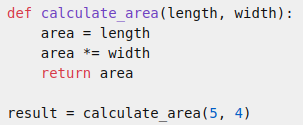 def calculate_area(length, width):
    area = length
    area *= width
    return area

result = calculate_area(5, 4)